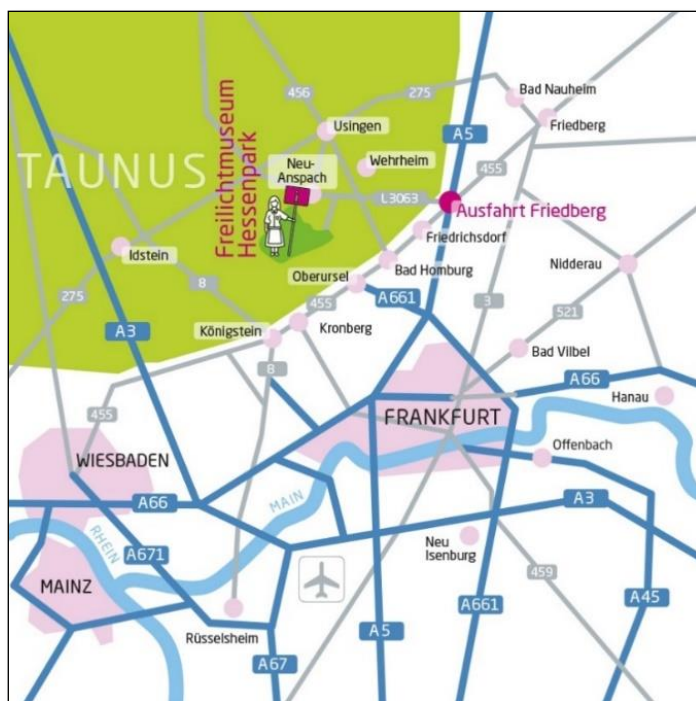 Bad Nauheim
275
456
Usingen
A5
Friedberg
Freilichtmuseum
Hessenpark
Neu-
Anspach
Wehrheim
455
TAUNUS
i
L3063
Ausfahrt Friedberg
Friedrichsdorf
Idstein
8
Oberursel
Bad Homburg
Nidderau
275
A661
3
455
A3
Königstein
Kronberg
521
Bad Vilbel
8
A66
455
FRANKFURT
Hanau
WIESBADEN
Offenbach
A66
MAIN
A3
RHEIN
A671
Neu
Isenburg
459
MAINZ
A661
A45
Rüsselsheim
A5
A67